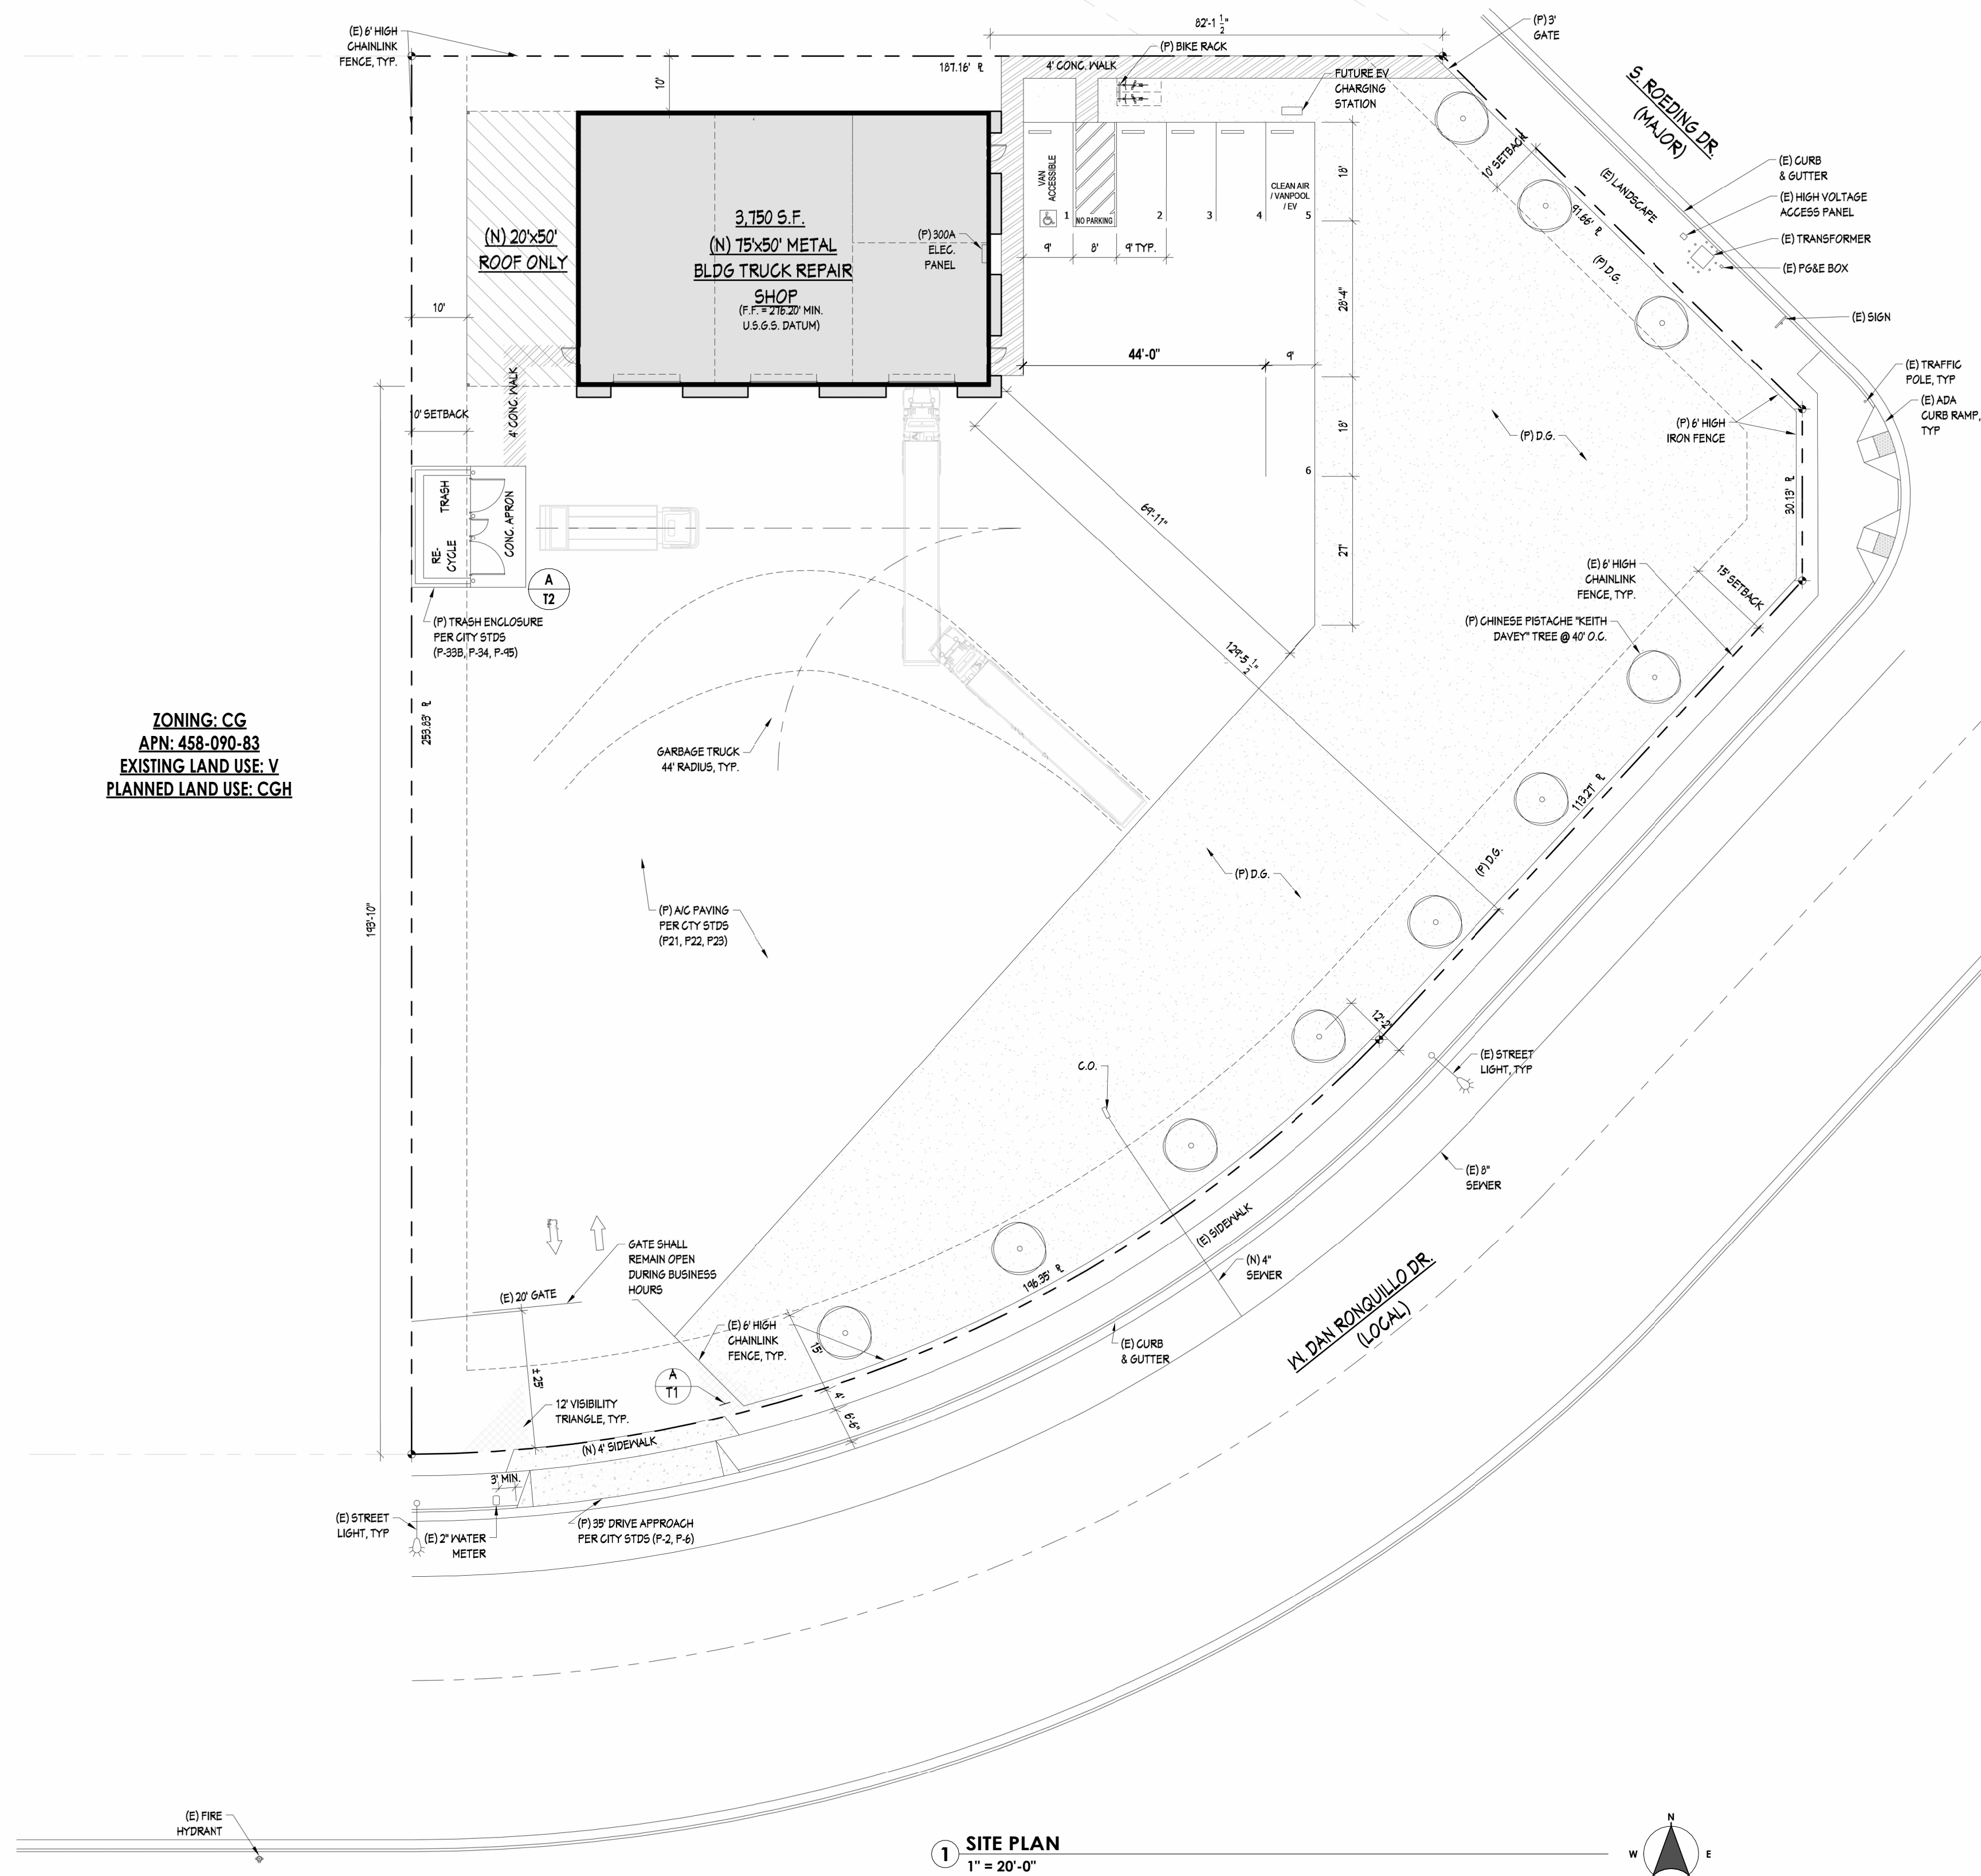 (E) 6' HIGH
CHAINLINK
FENCE, TYP.
82'-1 1/2"
(P) 3'
GATE
(P) BIKE RACK
187.16' PL
4' CONC. WALK
10'
FUTURE EV
CHARGING
STATION
S. ROEDING DR.
(MAJOR)
10' SETBACK
(E) LANDSCAPE
91.66' PL
(P) D.G.
(E) CURB
& GUTTER
(E) HIGH VOLTAGE
ACCESS PANEL
(E) TRANSFORMER
(E) PG&E BOX
(E) SIGN
(E) TRAFFIC
POLE, TYP
(E) ADA
CURB RAMP,
TYP
VAN
ACCESSIBLE
1
NO PARKING
2
3
4
CLEAN AIR
/ VANPOOL
/ EV
5
18'
9'
8'
9' TYP.
28'-4"
44'-0"
9'
18'
6
27'
(N) 20'x50'
ROOF ONLY
3,750 S.F.
(N) 75'x50' METAL
BLDG TRUCK REPAIR
SHOP
(F.F. = 276.20' MIN.
U.S.G.S. DATUM)
(P) 300A
ELEC.
PANEL
10'
10' SETBACK
4' CONC. WALK
TRASH
RE-
CYCLE
CONC. APRON
A
T2
(P) TRASH ENCLOSURE
PER CITY STDS
(P-33B, P-34, P-95)
(P) D.G.
(P) 6' HIGH
IRON FENCE
30.13' PL
69'-11"
129'-5 1/2"
(E) 6' HIGH
CHAINLINK
FENCE, TYP.
15' SETBACK
(P) CHINESE PISTACHE "KEITH
DAVEY" TREE @ 40' O.C.
ZONING: CG
APN: 458-090-83
EXISTING LAND USE: V
PLANNED LAND USE: CGH
253.83' PL
GARBAGE TRUCK
44' RADIUS, TYP.
113.27' PL
(P) D.G.
(P) D.G.
193'-10"
(P) A/C PAVING
PER CTY STDS
(P21, P22, P23)
12'-2"
C.O.
(E) STREET
LIGHT, TYP
(E) 8"
SEWER
(E) SIDEWALK
(N) 4"
SEWER
196.35' PL
W. DAN RONQUILLO DR.
(LOCAL)
GATE SHALL
REMAIN OPEN
DURING BUSINESS
HOURS
(E) 20' GATE
(E) 6' HIGH
CHAINLINK
FENCE, TYP.
15'
(E) CURB
& GUTTER
± 25'
A
T1
4'
6'-6"
12' VISIBILITY
TRIANGLE, TYP.
(N) 4' SIDEWALK
3' MIN.
(E) STREET
LIGHT, TYP
(E) 2" WATER
METER
(P) 35' DRIVE APPROACH
PER CITY STDS (P-2, P-6)
(E) FIRE
HYDRANT
1
SITE PLAN
1" = 20'-0"
N
W
E